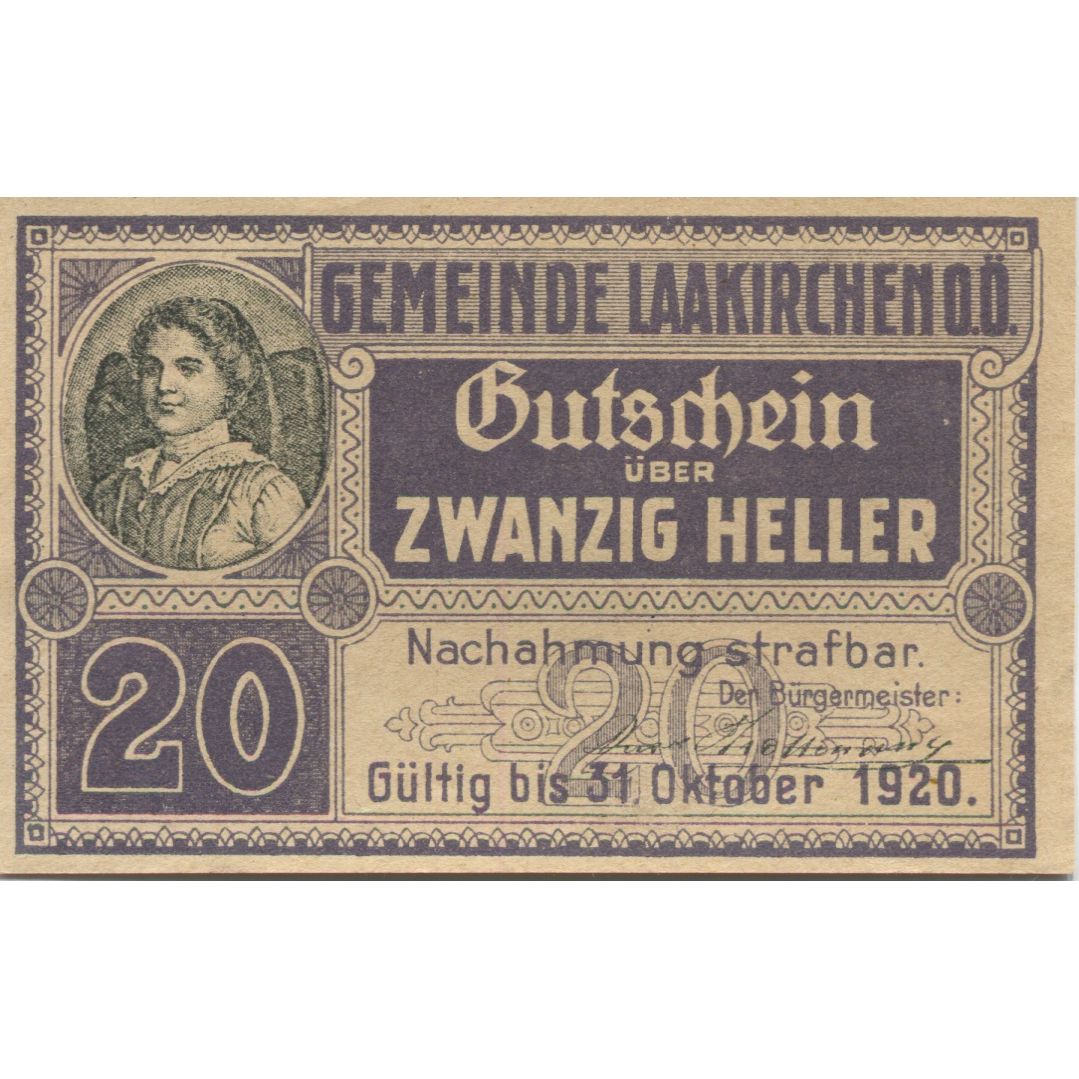 GEMEINDE LAAKIRCHEN O.Ö.
Gutschein
ÜBER
ZWANZIG HELLER
20
20
Nachahmung strafbar.
Der Bürgermeister:
Gültig bis 31. Oktober 1920.